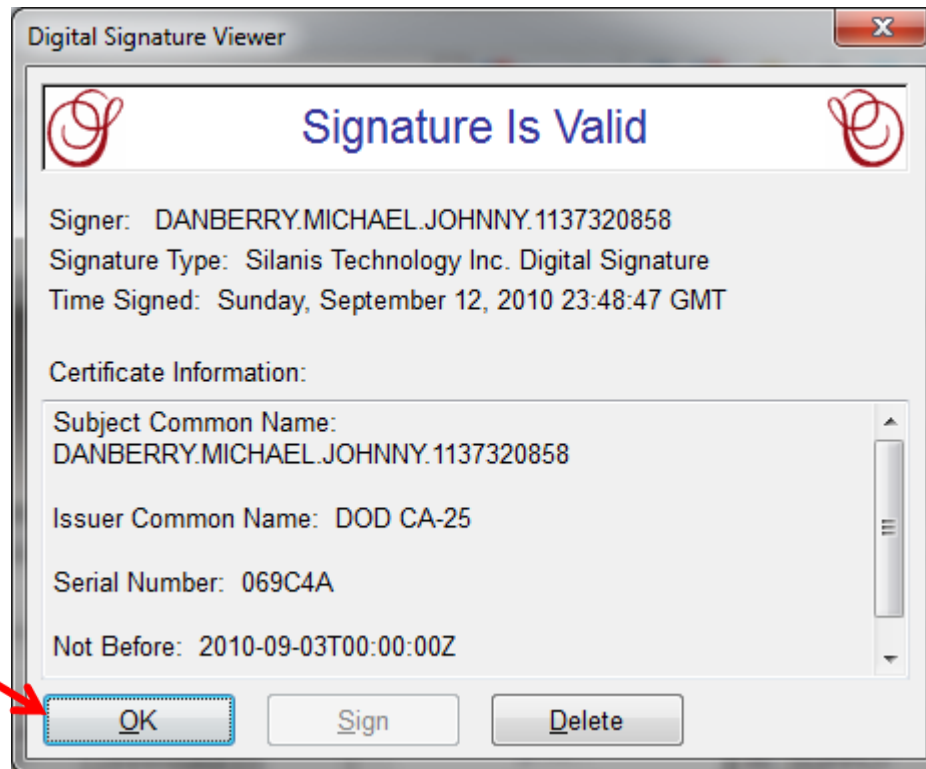 Digital Signature Viewer
Signature Is Valid
Signer: DANBERRY.MICHAEL.JOHNNY.1137320858
Signature Type: Silanis Technology Inc. Digital Signature
Time Signed: Sunday, September 12, 2010 23:48:47 GMT
Certificate Information:
Subject Common Name:
DANBERRY.MICHAEL.JOHNNY.1137320858
Issuer Common Name: DOD CA-25
Serial Number: 069C4A
Not Before: 2010-09-03T00:00:00Z
OK
Sign
Delete